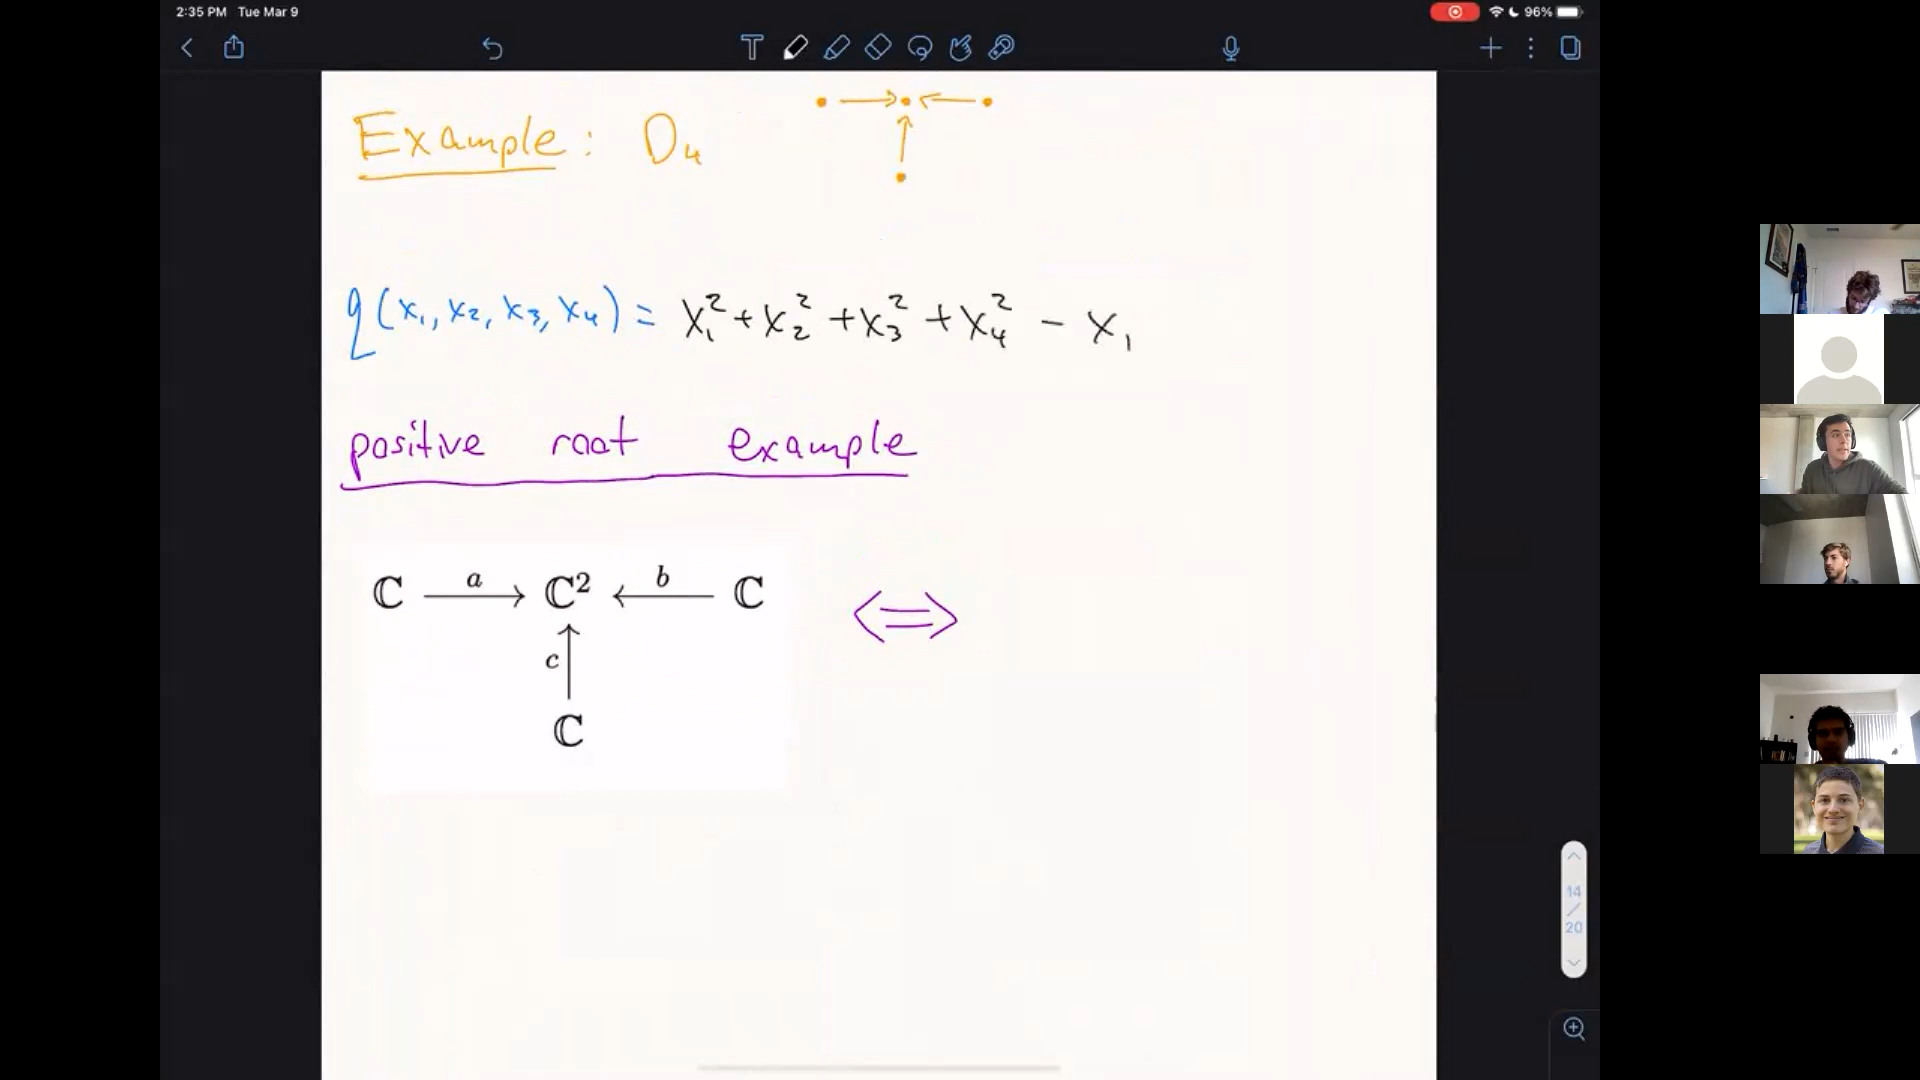 2:35 PM Tue Mar 9
96%
Example: D₄
q(x₁, x₂, x₃, x₄) = x₁² + x₂² + x₃² + x₄² - x₁
positive root example
ℂ a ℂ² b ℂ
c
ℂ
14
/
20